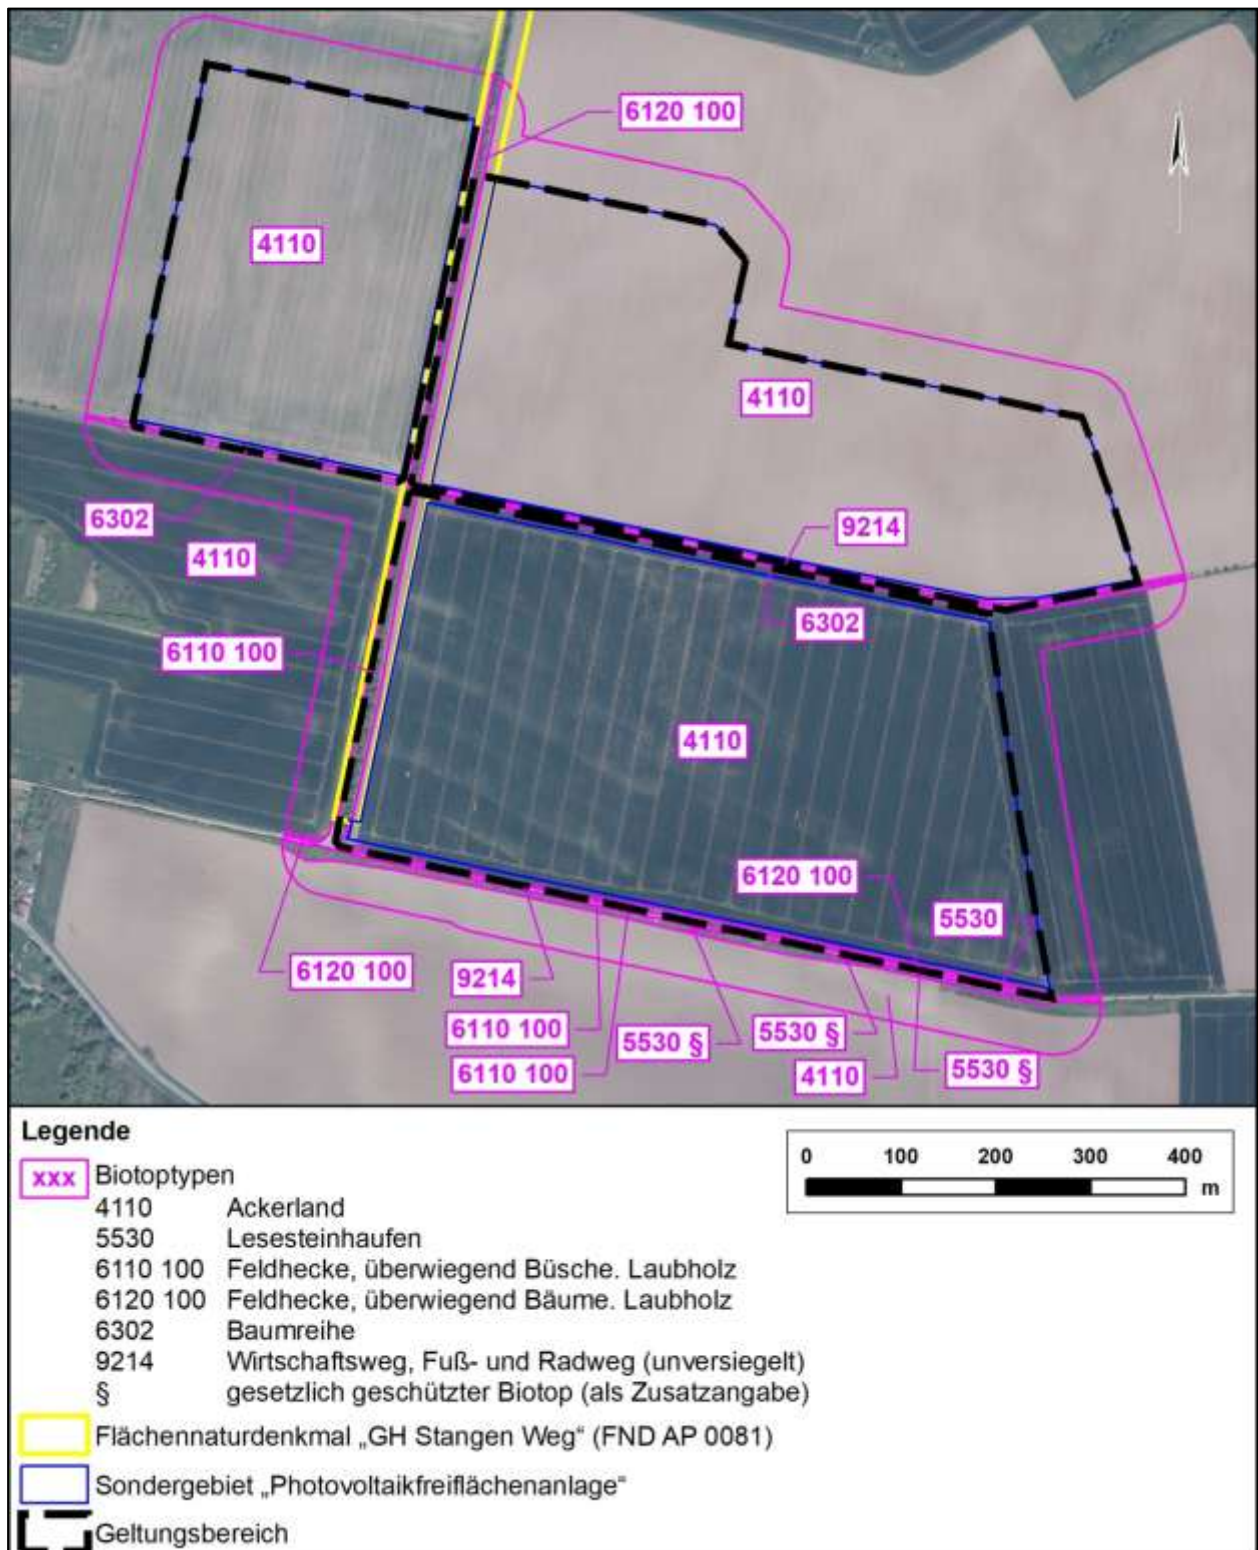 6120 100
4110
4110
6302
9214
4110
6302
6110 100
4110
6120 100
5530
6120 100
9214
6110 100
5530 §
5530 §
6110 100
4110
5530 §
Legende
xxx Biotoptypen
4110 Ackerland
5530 Lesesteinhaufen
6110 100 Feldhecke, überwiegend Büsche. Laubholz
6120 100 Feldhecke, überwiegend Bäume. Laubholz
6302 Baumreihe
9214 Wirtschaftsweg, Fuß- und Radweg (unversiegelt)
§ gesetzlich geschützter Biotop (als Zusatzangabe)
Flächennaturdenkmal „GH Stangen Weg“ (FND AP 0081)
Sondergebiet „Photovoltaikfreiflächenanlage“
Geltungsbereich
0 100 200 300 400
m